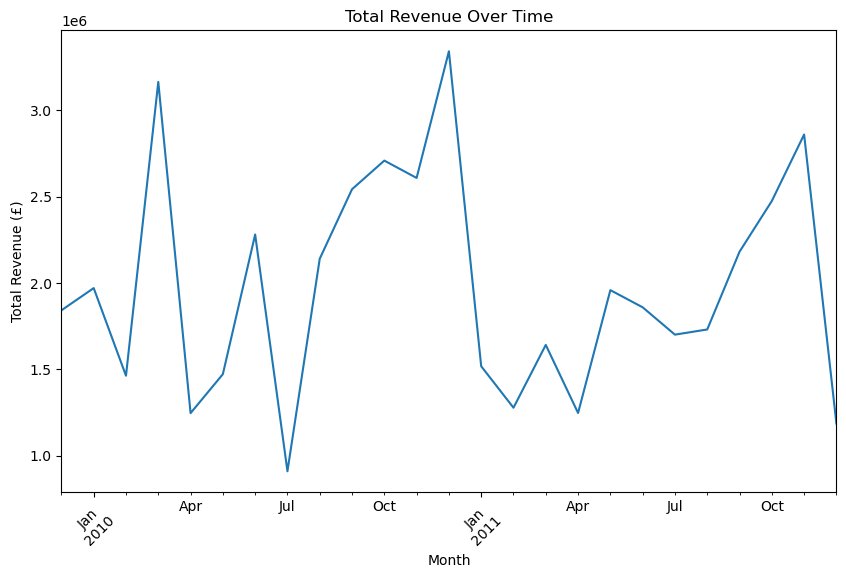 Total Revenue Over Time
1e6
3.0
2.5
2.0
1.5
1.0
Total Revenue (£)
Jan
2010
Apr
Jul
Oct
Jan
2011
Apr
Jul
Oct
Month